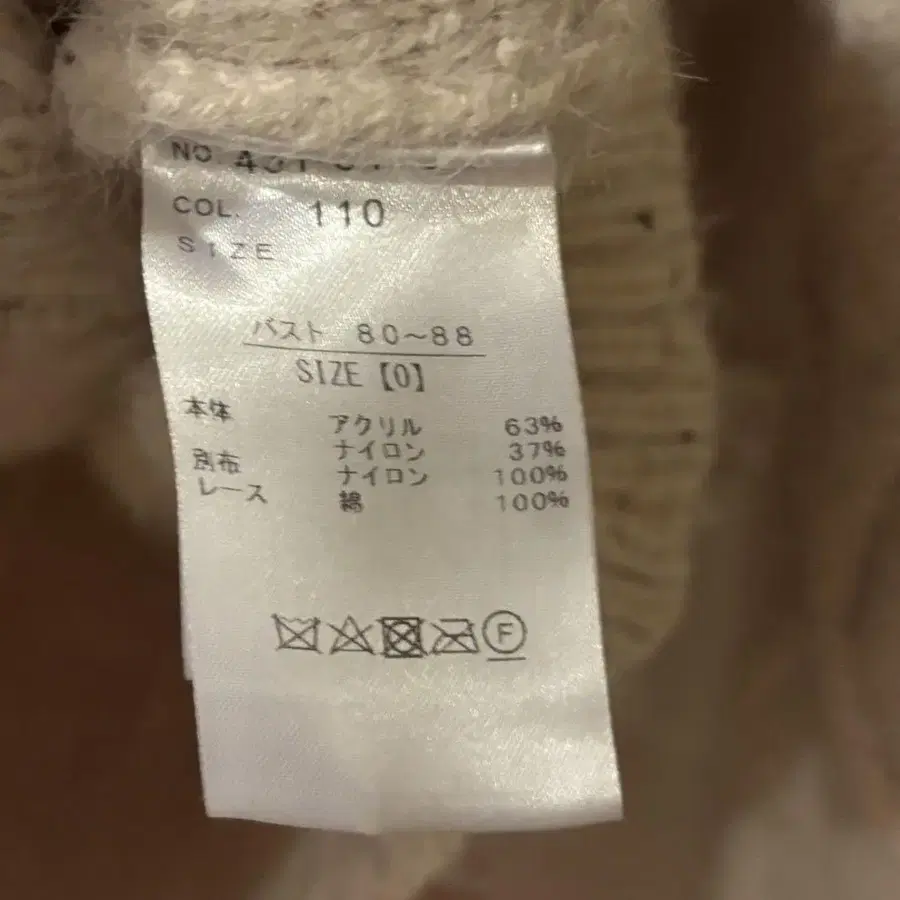 NO.
COL. 110
SIZE
バスト 80~88
SIZE【0】
本体 アクリル 63%
ナイロン 37%
別布 ナイロン 100%
レース 綿 100%
F